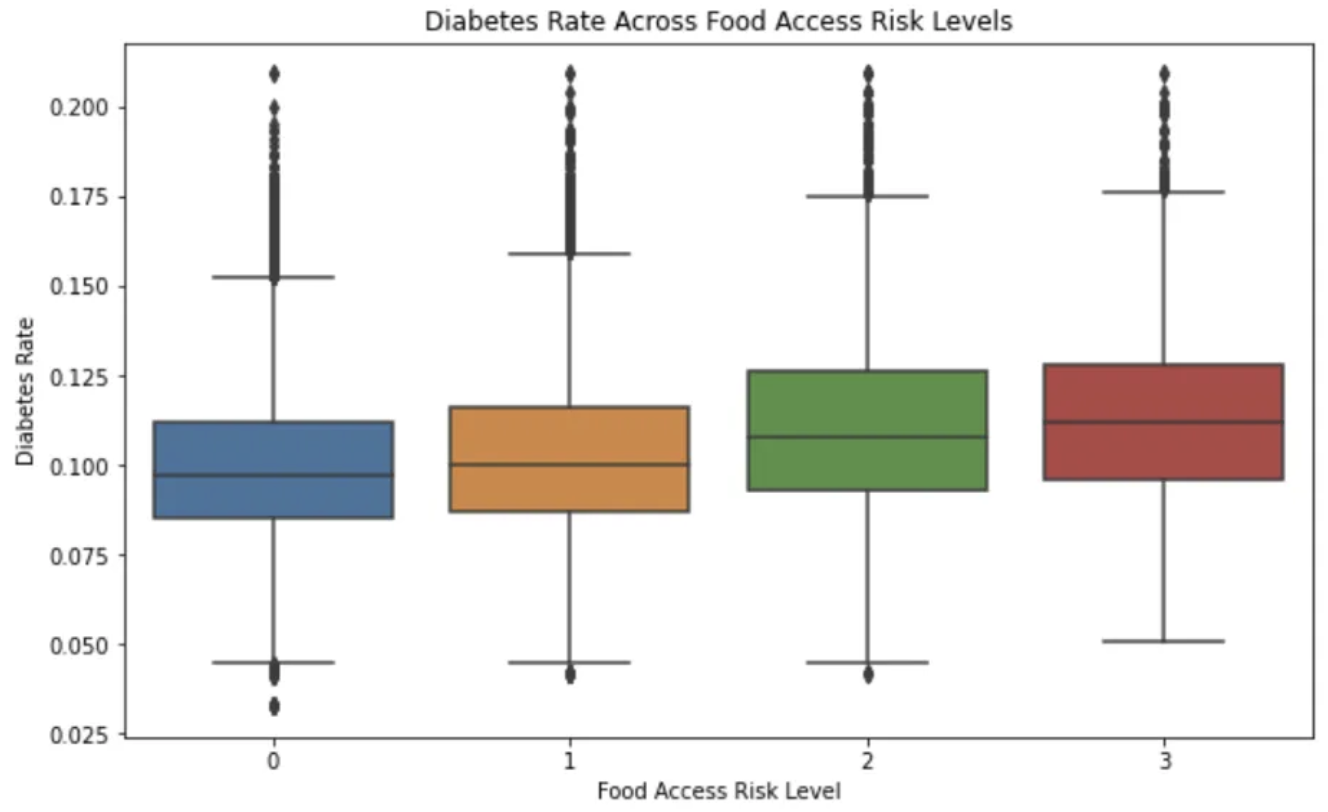 Diabetes Rate Across Food Access Risk Levels
0.200
0.175
0.150
0.125
0.100
0.075
0.050
0.025
Diabetes Rate
0 1 2 3
Food Access Risk Level